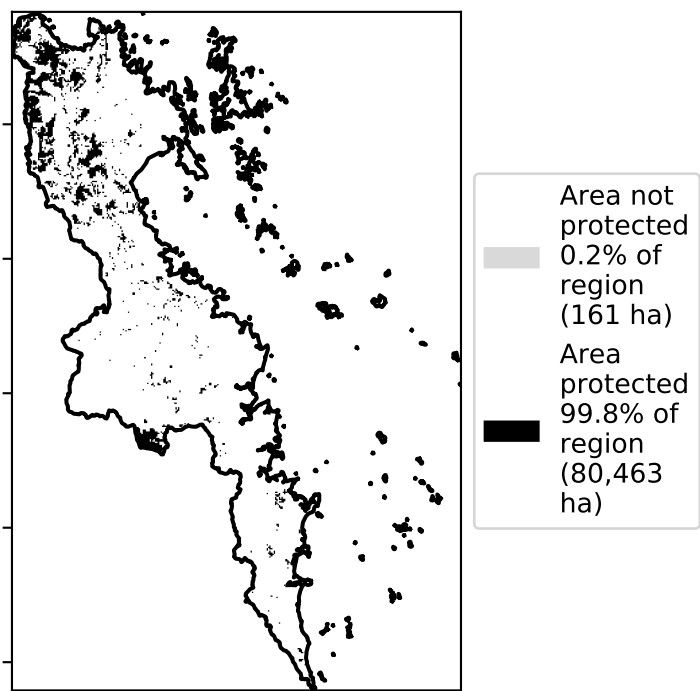 Area not
protected
0.2% of
region
(161 ha)
Area
protected
99.8% of
region
(80,463
ha)